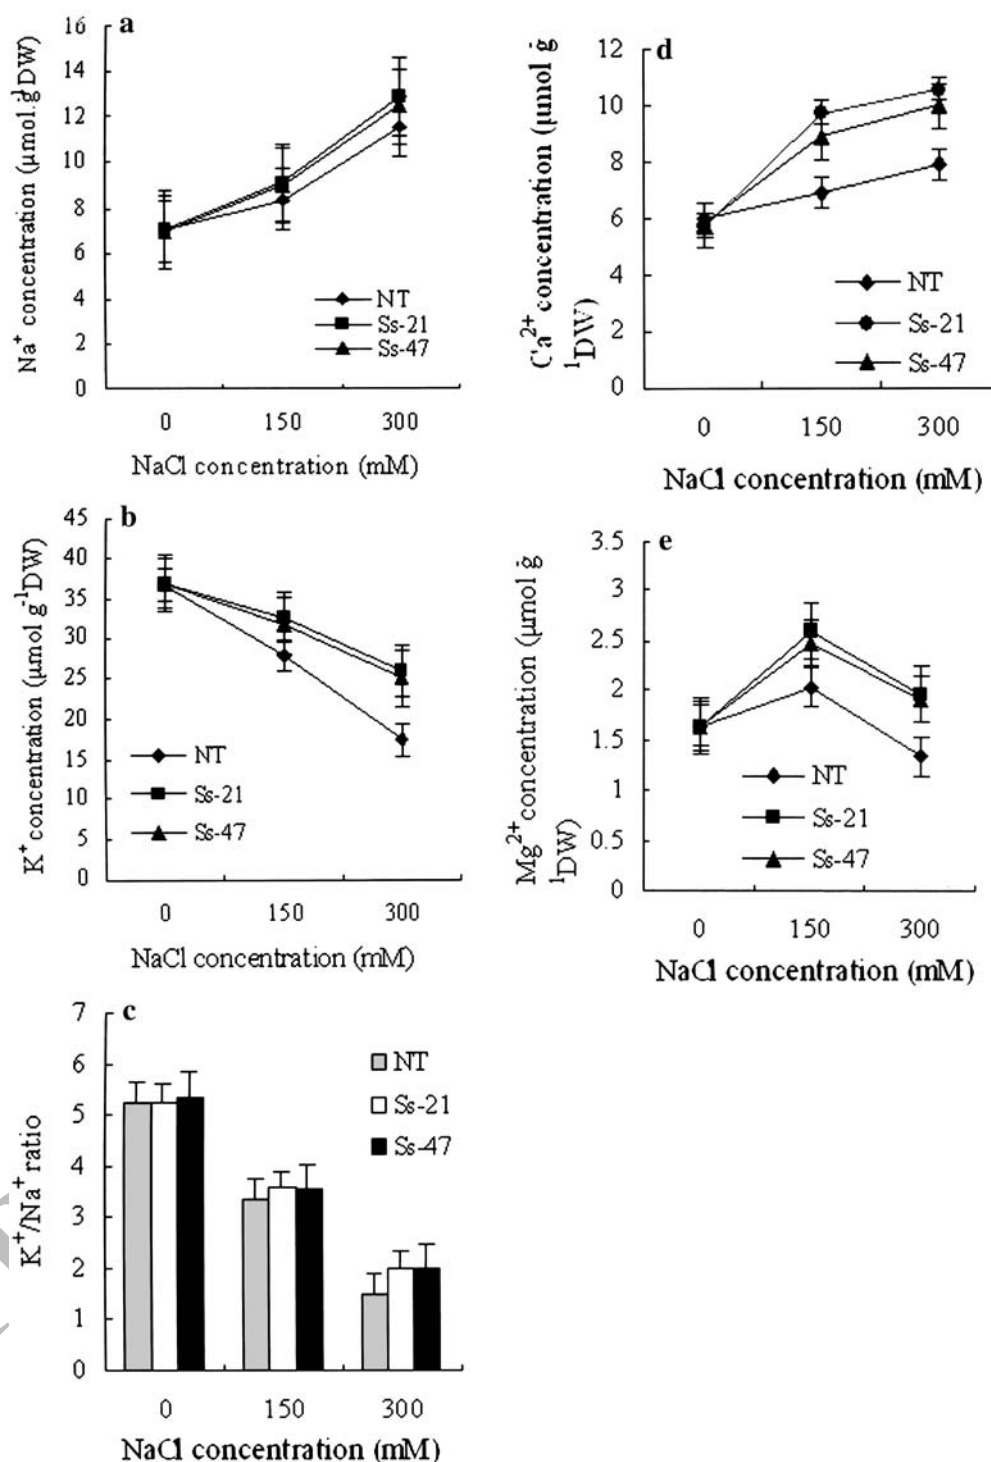 a
Na⁺ concentration (μmol.g¹DW)
16
14
12
10
8
6
4
2
0
NT
Ss-21
Ss-47
0 150 300
NaCl concentration (mM)
d
Ca²⁺ concentration (μmol g
¹DW)
12
10
8
6
4
2
0
NT
Ss-21
Ss-47
0 150 300
NaCl concentration (mM)
b
K⁺ concentration (μmol g⁻¹DW)
45
40
35
30
25
20
15
10
5
0
NT
Ss-21
Ss-47
0 150 300
NaCl concentration (mM)
e
Mg²⁺ concentration (μmol g
¹DW)
3.5
3
2.5
2
1.5
1
0.5
0
NT
Ss-21
Ss-47
0 150 300
NaCl concentration (mM)
c
K⁺/Na⁺ ratio
7
6
5
4
3
2
1
0
NT
Ss-21
Ss-47
0 150 300
NaCl concentration (mM)